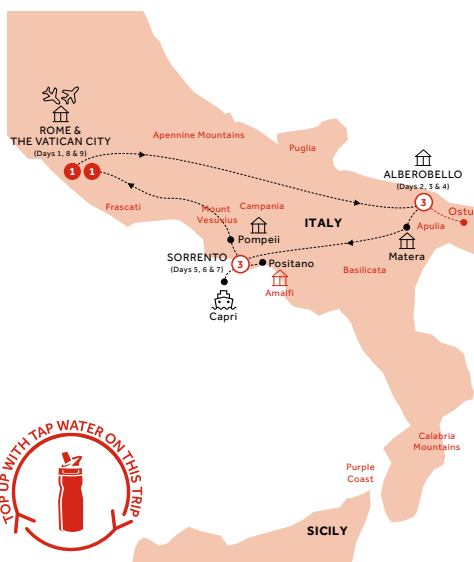 ROME &
THE VATICAN CITY
(Days 1, 8 & 9)
1 1
Apennine Mountains
Puglia
ALBEROBELLO
(Days 2, 3 & 4)
3
Ostu
Apulia
Frascati
Mount
Vesuvius
Campania
ITALY
Pompeii
Matera
SORRENTO
(Days 5, 6 & 7)
3
Positano
Basilicata
Amalfi
Capri
Calabria
Mountains
Purple
Coast
SICILY
TOP UP WITH TAP WATER ON THIS TRIP